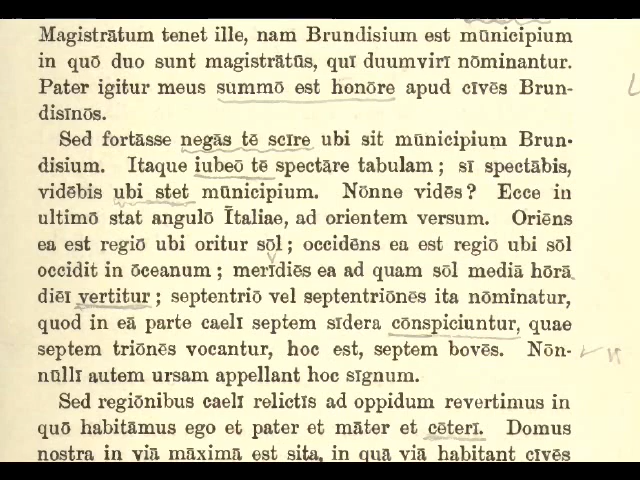 Magistrātum tenet ille, nam Brundisium est mūnicipium
in quō duo sunt magistrātūs, quī duumvirī nōminantur.
Pater igitur meus summō est honōre apud cīvēs Brun-
disīnōs.
Sed fortāsse negās tē scīre ubi sit mūnicipium Brun-
disium. Itaque iubeō tē spectāre tabulam ; sī spectābis,
vidēbis ubi stet mūnicipium. Nōnne vidēs? Ecce in
ultimō stat angulō Ītaliae, ad orientem versum. Oriēns
ea est regiō ubi oritur sōl ; occidēns ea est regiō ubi sōl
occidit in ōceanum ; merīdiēs ea ad quam sōl mediā hōrā
diēī vertitur ; septentriō vel septentriōnēs ita nōminatur,
quod in eā parte caelī septem sīdera cōnspiciuntur, quae
septem triōnēs vocantur, hoc est, septem bovēs. Nōn-
nūllī autem ursam appellant hoc signum.
Sed regiōnibus caelī relictīs ad oppidum revertimus in
quō habitāmus ego et pater et māter et cēterī. Domus
nostra in viā māximā est sita, in quā viā habitant cīvēs